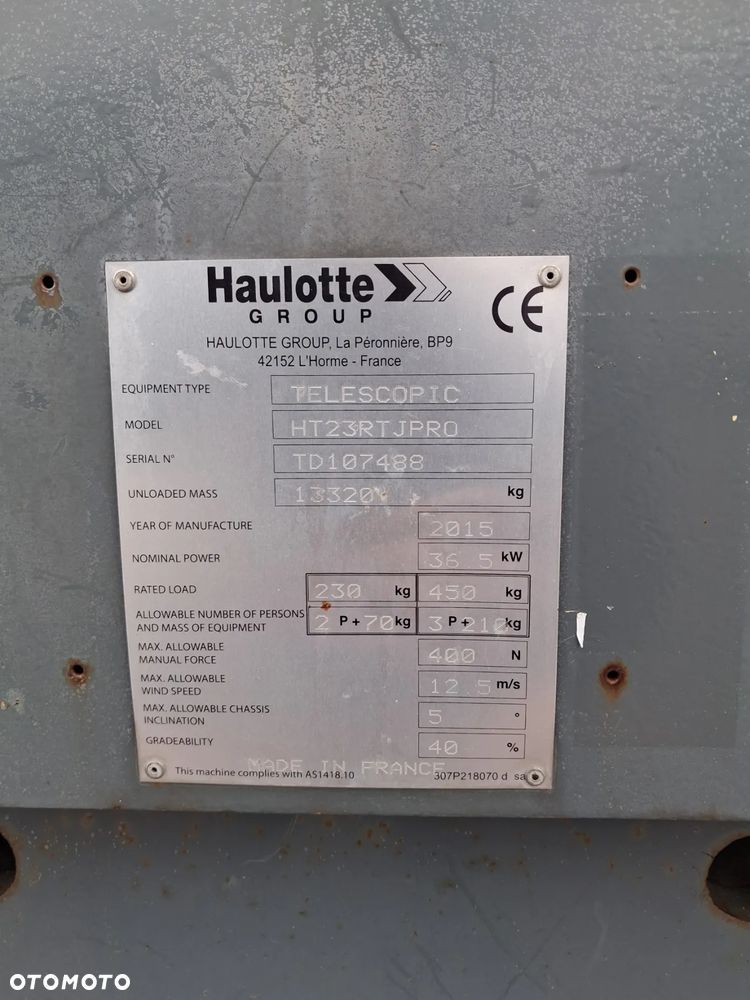 Haulotte
GROUP
CE
HAULOTTE GROUP, La Péronnière, BP9
42152 L'Horme - France
EQUIPMENT TYPE TELESCOPIC
MODEL HT23RTJPRO
SERIAL N° TD107488
UNLOADED MASS 13320 kg
YEAR OF MANUFACTURE 2015
NOMINAL POWER 36.5 kW
RATED LOAD 230 kg 450 kg
ALLOWABLE NUMBER OF PERSONS
AND MASS OF EQUIPMENT 2 P + 70 kg 3 P + 210 kg
MAX. ALLOWABLE
MANUAL FORCE 400 N
MAX. ALLOWABLE
WIND SPEED 12.5 m/s
MAX. ALLOWABLE CHASSIS
INCLINATION 5 °
GRADEABILITY 40 %
MADE IN FRANCE
This machine complies with AS1418.10 307P218070 d sa
OTOMOTO